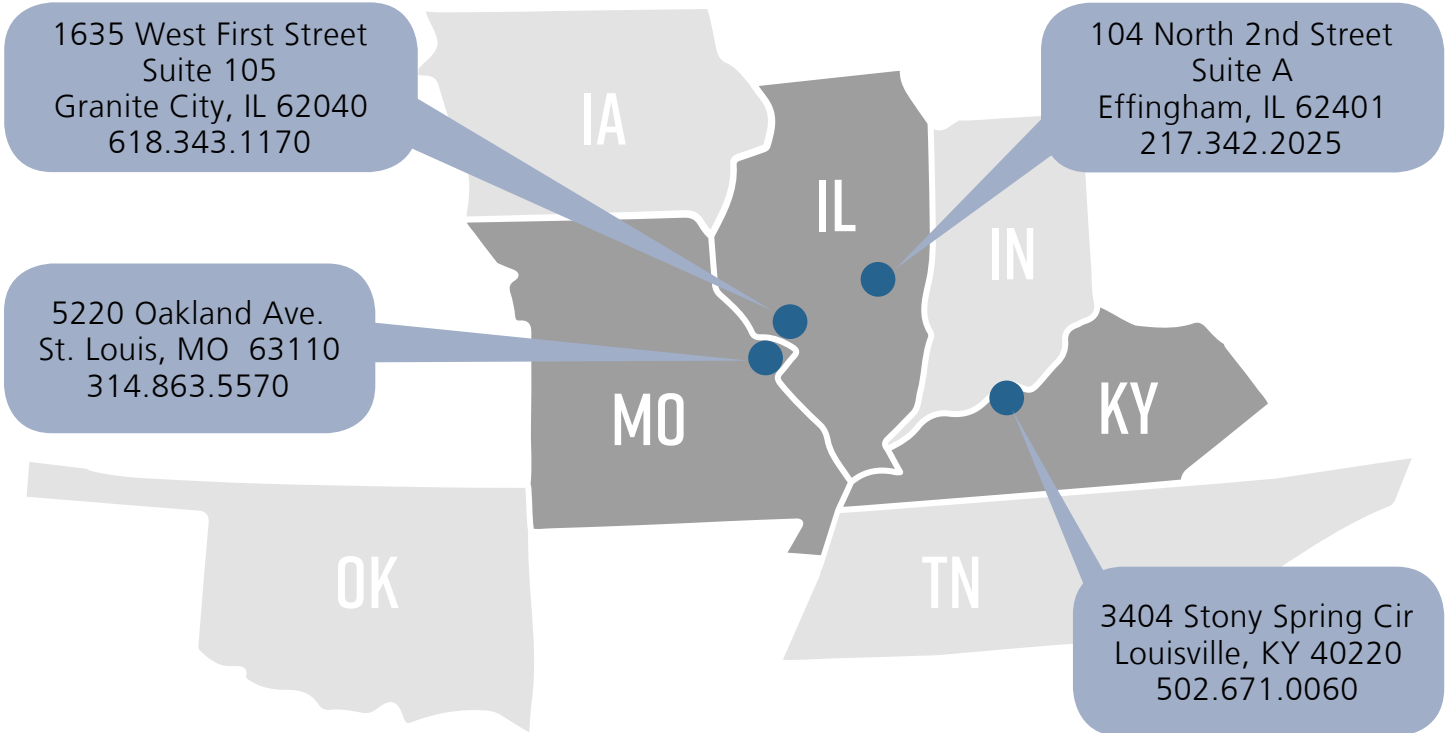 1635 West First Street
Suite 105
Granite City, IL 62040
618.343.1170
104 North 2nd Street
Suite A
Effingham, IL 62401
217.342.2025
IA
IL
IN
5220 Oakland Ave.
St. Louis, MO  63110
314.863.5570
MO
KY
OK
TN
3404 Stony Spring Cir
Louisville, KY 40220
502.671.0060